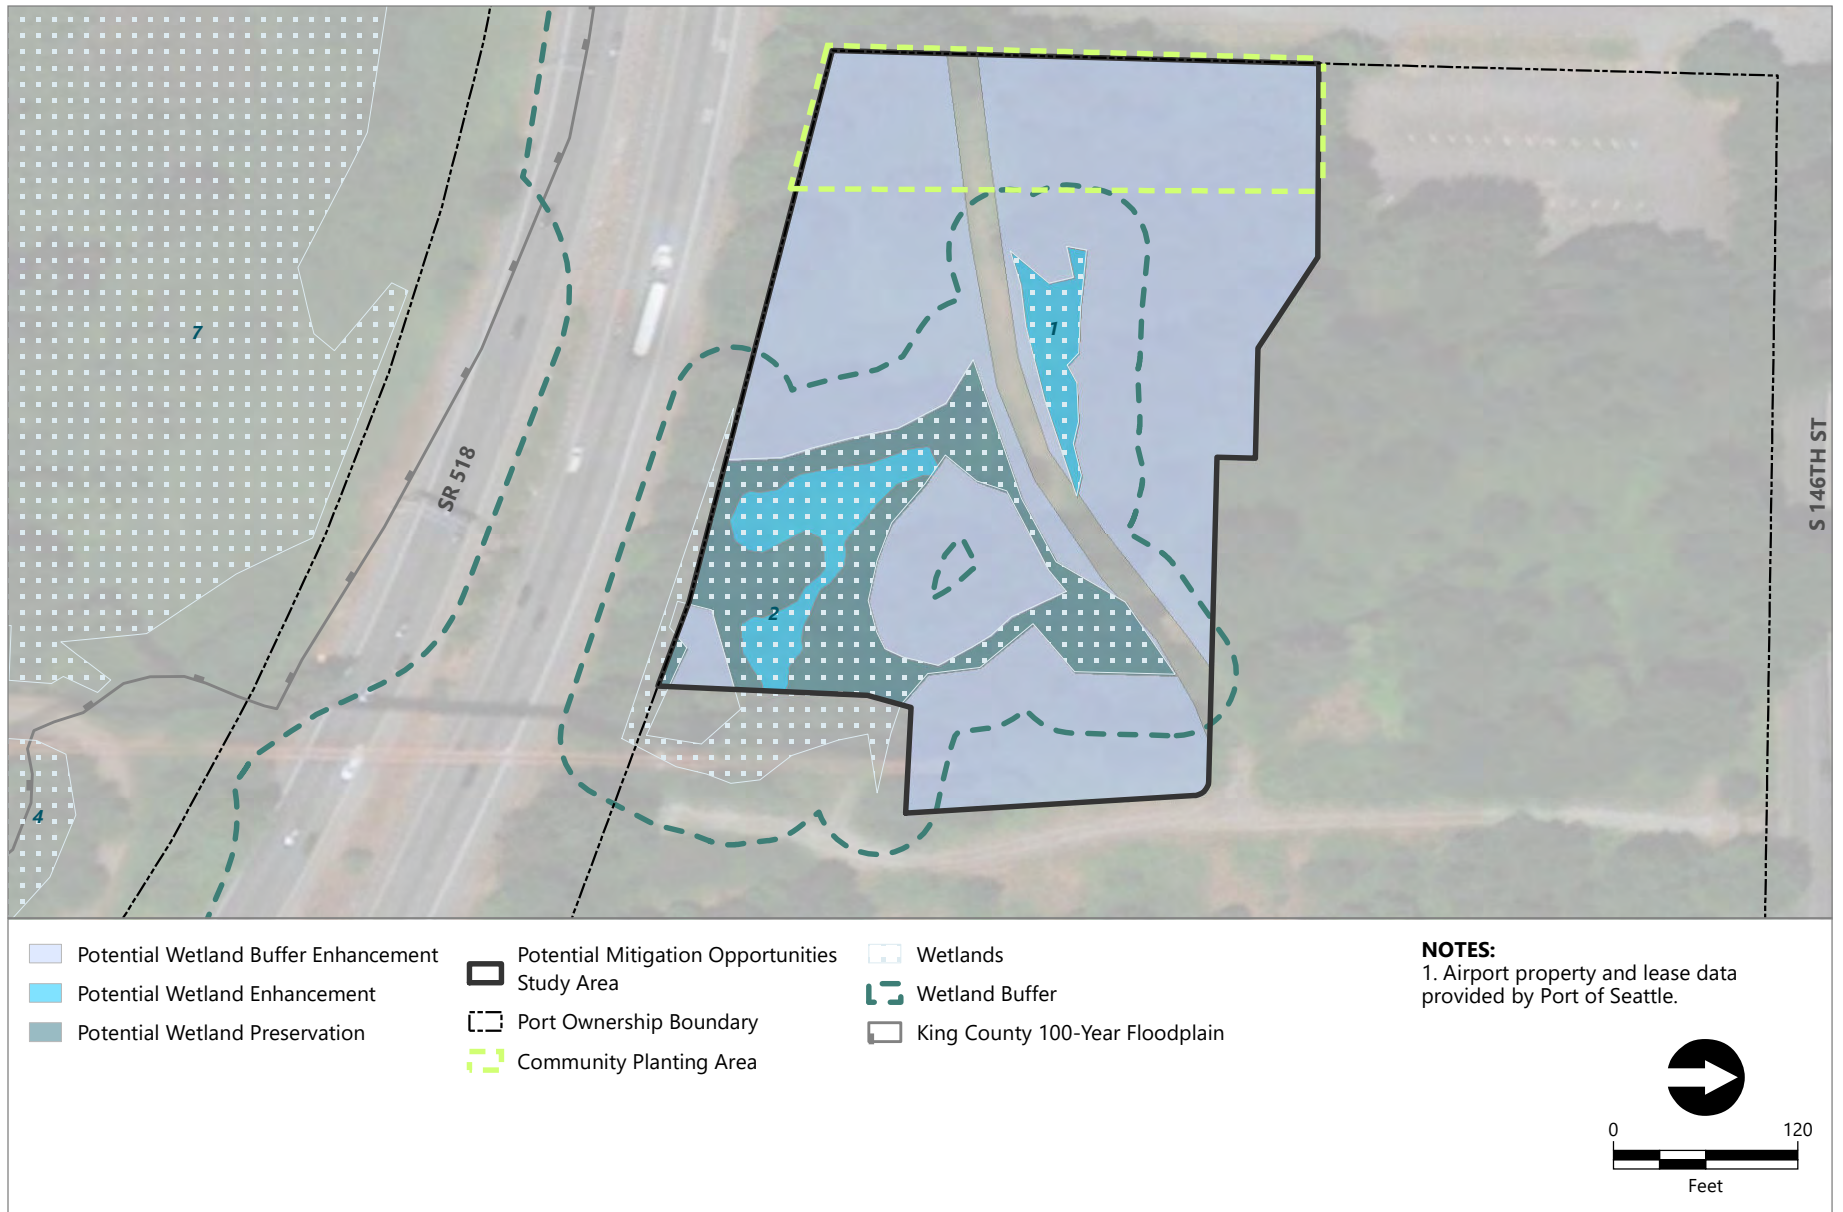 7
1
SR 518
S 146TH ST
2
4
Potential Wetland Buffer Enhancement
Potential Wetland Enhancement
Potential Wetland Preservation
Potential Mitigation Opportunities
Study Area
Port Ownership Boundary
Community Planting Area
Wetlands
Wetland Buffer
King County 100-Year Floodplain
NOTES:
1. Airport property and lease data
provided by Port of Seattle.
0 120
Feet